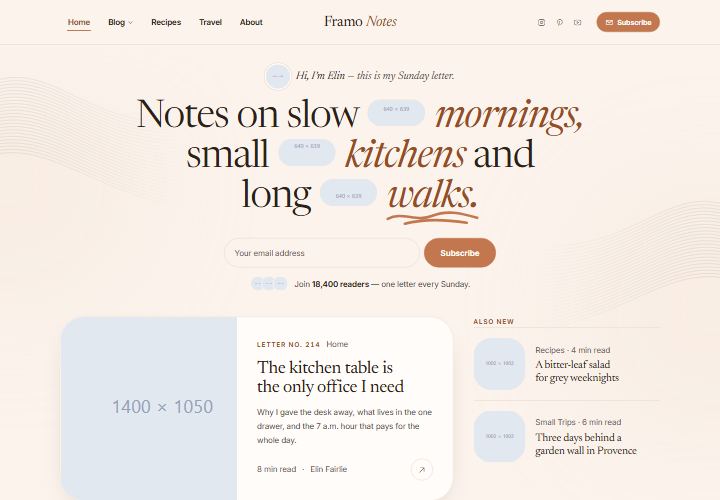 Home Blog Recipes Travel About Framo Notes Subscribe
Hi, I'm Elin — this is my Sunday letter.
Notes on slow 640 × 639 mornings,
small 640 × 639 kitchens and
long 640 × 639 walks.
Your email address Subscribe
Join 18,400 readers — one letter every Sunday.
1400 × 1050
LETTER NO. 214 Home
The kitchen table is
the only office I need
Why I gave the desk away, what lives in the one
drawer, and the 7 a.m. hour that pays for the
whole day.
8 min read · Elin Fairlie
ALSO NEW
1002 × 1002
Recipes · 4 min read
A bitter-leaf salad
for grey weeknights
1002 × 1002
Small Trips · 6 min read
Three days behind a
garden wall in Provence